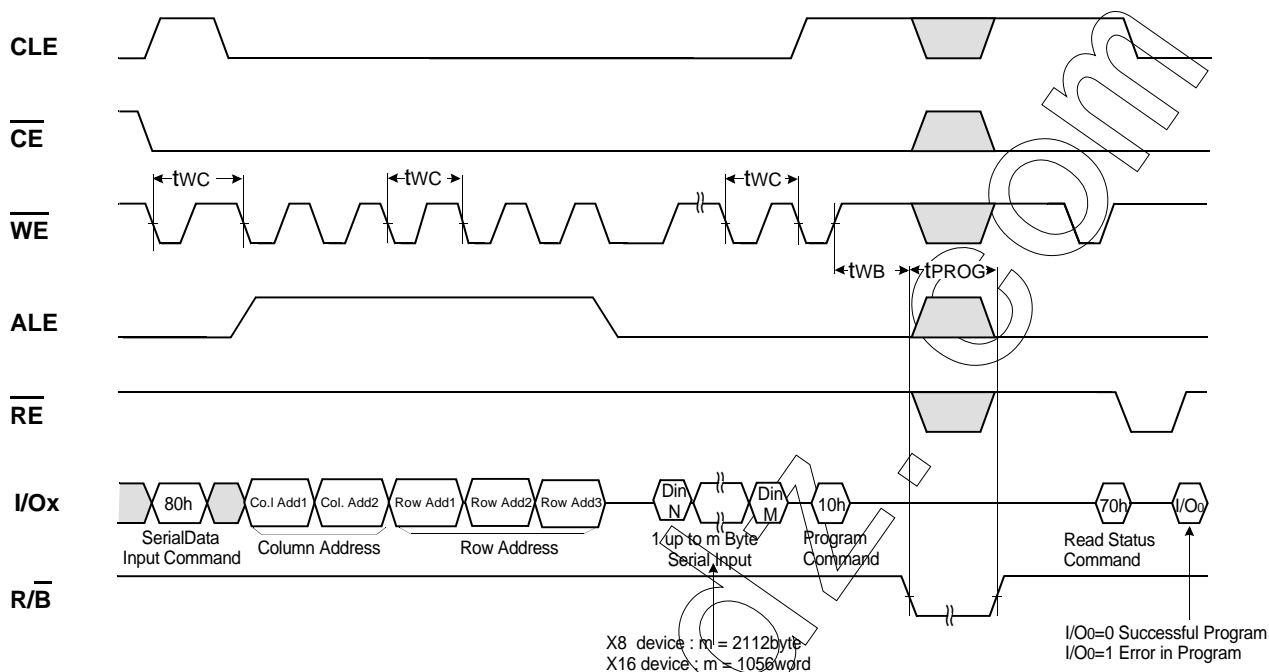 CLE
CE
tWC
tWC
tWC
WE
tWB
tPROG
ALE
RE
I/Ox
80h
Co.l Add1
Col. Add2
Row Add1
Row Add2
Row Add3
Din
N
Din
M
10h
70h
I/O0
SerialData
Input Command
Column Address
Row Address
1 up to m Byte
Serial Input
Program
Command
Read Status
Command
R/B
X8 device : m = 2112byte
X16 device : m = 1056word
I/O0=0 Successful Program
I/O0=1 Error in Program